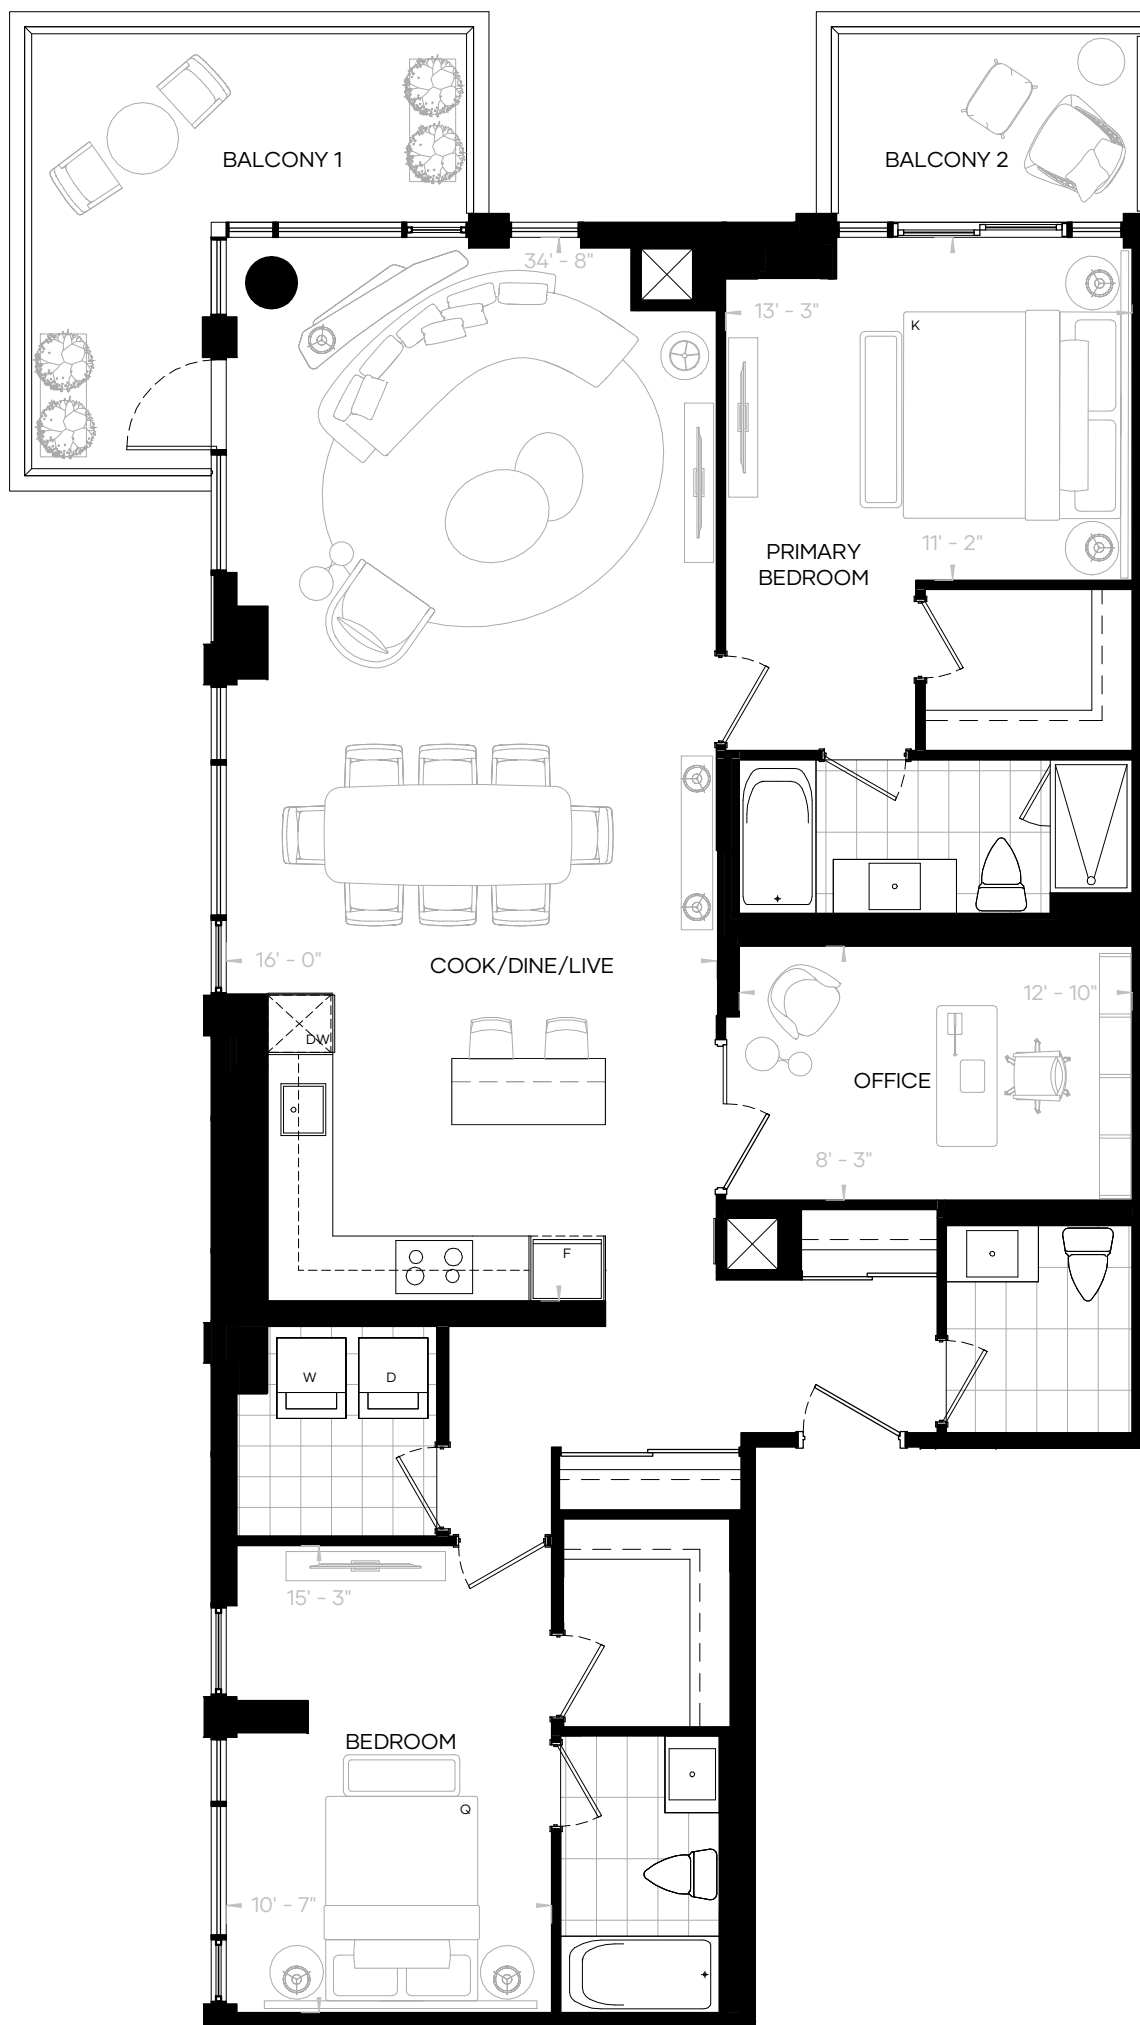 BALCONY 1
BALCONY 2
34' - 8"
13' - 3"
K
11' - 2"
PRIMARY
BEDROOM
16' - 0"
COOK/DINE/LIVE
12' - 10"
DW
OFFICE
8' - 3"
F
W
D
15' - 3"
BEDROOM
Q
10' - 7"